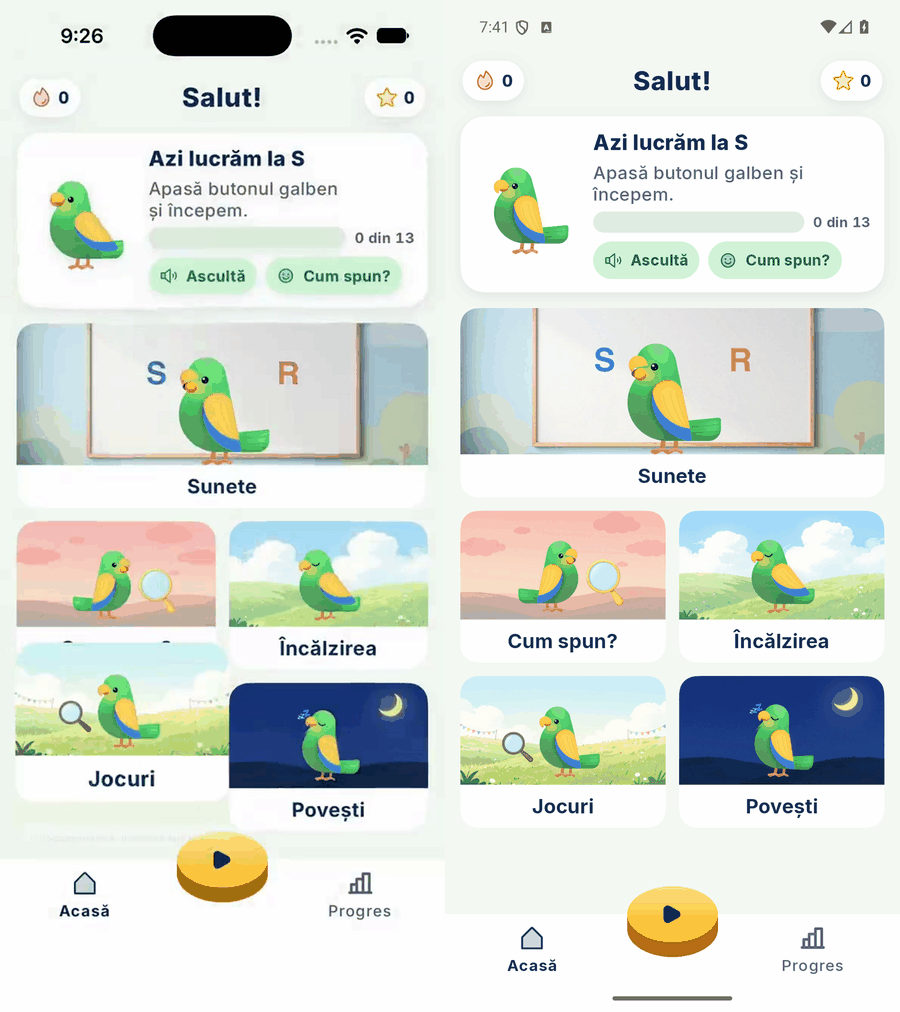 9:26
0
Salut!
0
Azi lucrăm la S
Apasă butonul galben
și începem.
0 din 13
Ascultă
Cum spun?
S
R
Sunete
Încălzirea
Jocuri
Povești
Acasă
Progres
7:41
A
0
Salut!
0
Azi lucrăm la S
Apasă butonul galben și
începem.
0 din 13
Ascultă
Cum spun?
S
R
Sunete
Cum spun?
Încălzirea
Jocuri
zz
Povești
Acasă
Progres